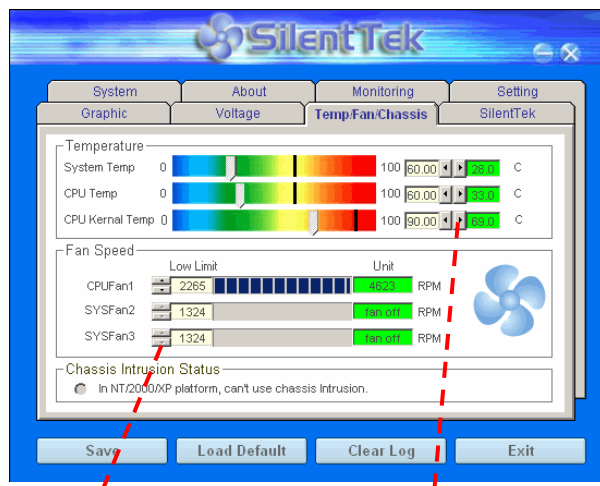 SilentTek
System About Monitoring Setting
Graphic Voltage Temp/Fan/Chassis SilentTek
Temperature
System Temp 0 100 60.00 28.0 C
CPU Temp 0 100 60.00 33.0 C
CPU Kernal Temp 0 100 90.00 69.0 C
Fan Speed
Low Limit Unit
CPUFan1 2265 4623 RPM
SYSFan2 1324 fan off RPM
SYSFan3 1324 fan off RPM
Chassis Intrusion Status
In NT/2000/XP platform, can't use chassis Intrusion.
Save Load Default Clear Log Exit